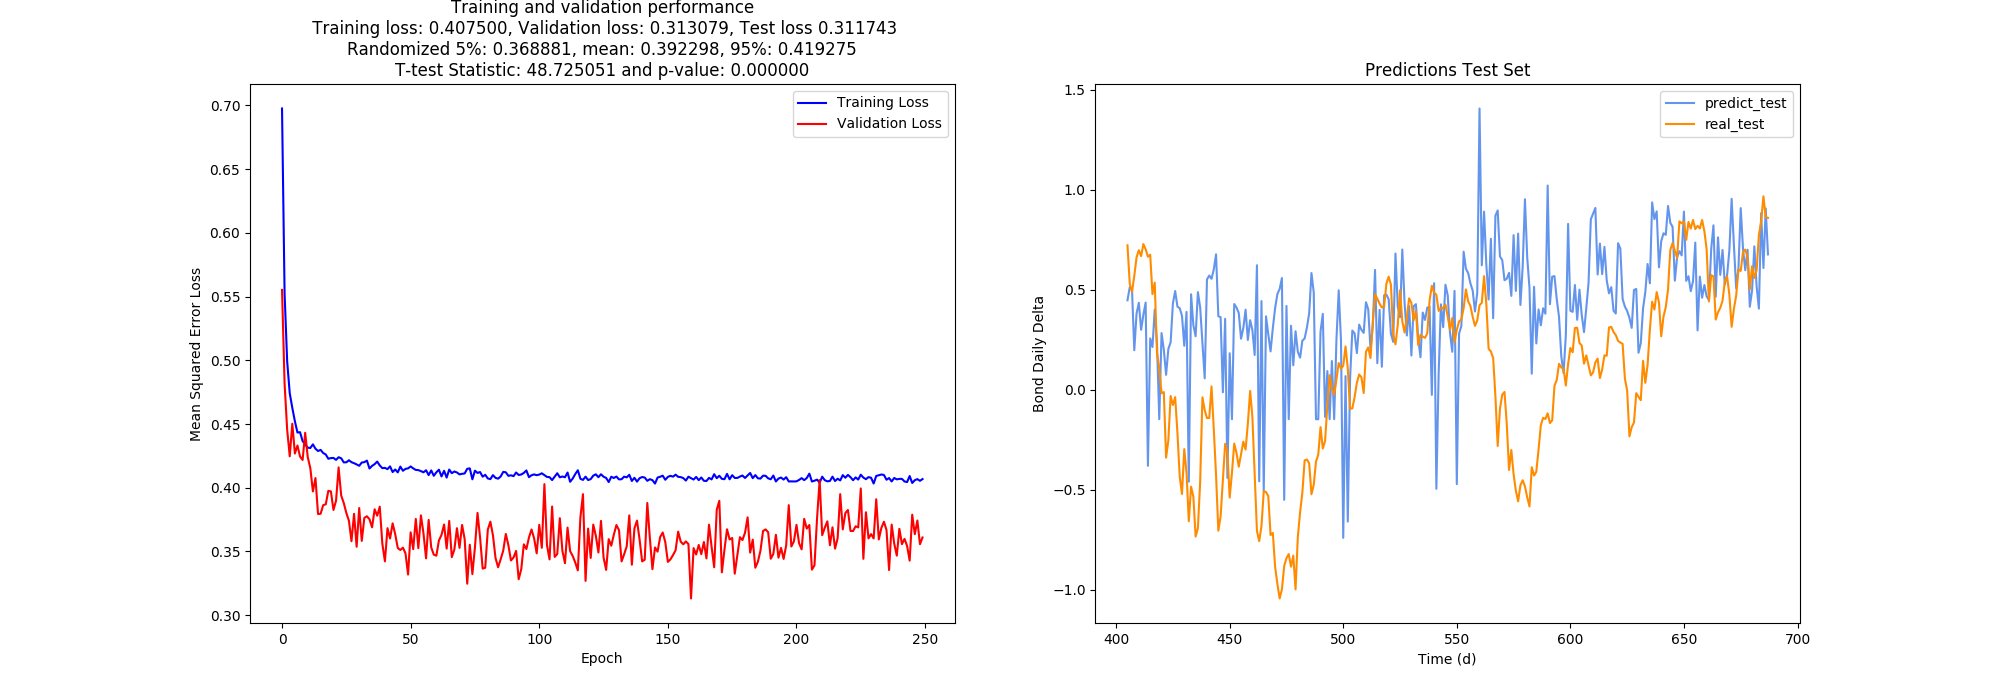 Training and validation performance
Training loss: 0.407500, Validation loss: 0.313079, Test loss 0.311743
Randomized 5%: 0.368881, mean: 0.392298, 95%: 0.419275
T-test Statistic: 48.725051 and p-value: 0.000000
0.70
0.65
0.60
0.55
0.50
0.45
0.40
0.35
0.30
Mean Squared Error Loss
Training Loss
Validation Loss
0
50
100
150
200
250
Epoch
Predictions Test Set
1.5
1.0
0.5
0.0
−0.5
−1.0
Bond Daily Delta
predict_test
real_test
400
450
500
550
600
650
700
Time (d)